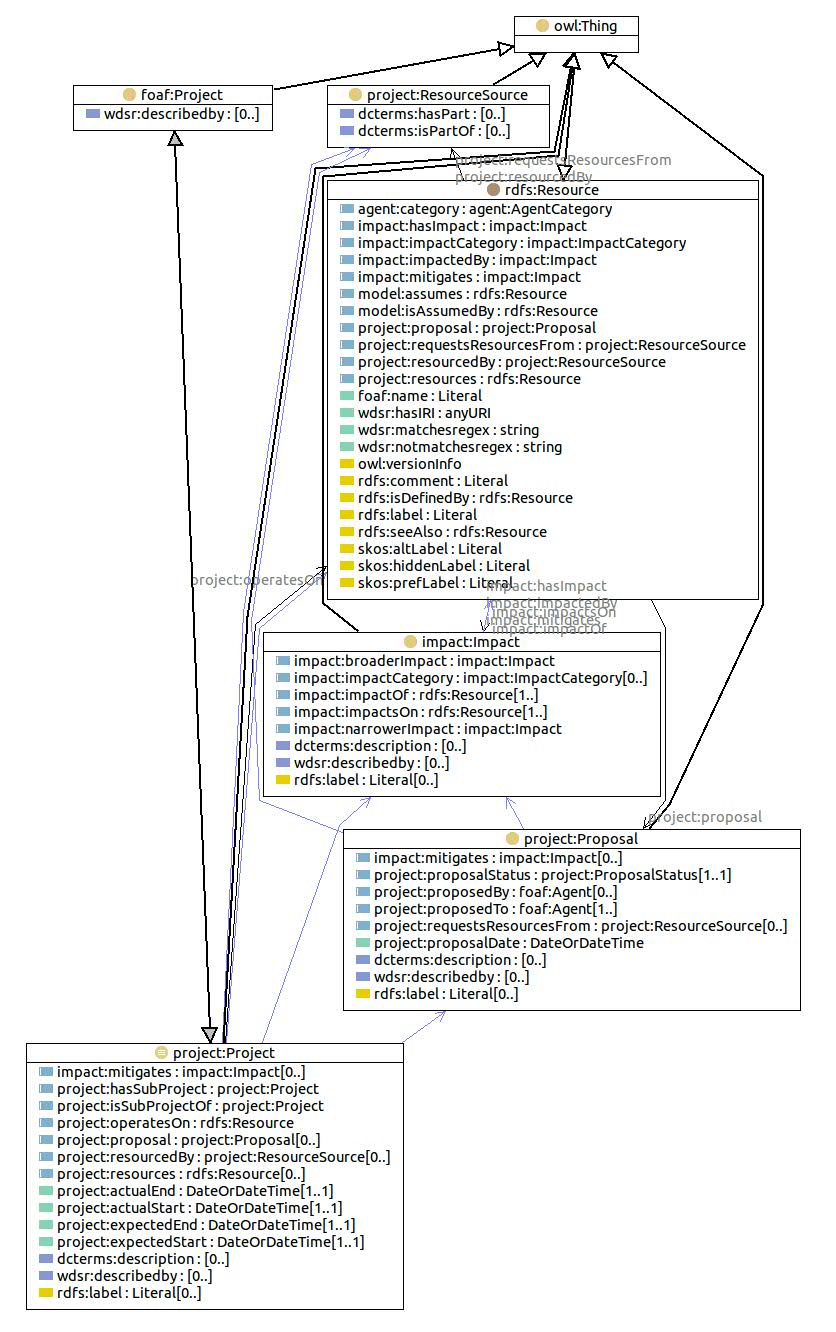 owl:Thing
foaf:Project
wdsr:describedby : [0..]
project:ResourceSource
dcterms:hasPart : [0..]
dcterms:isPartOf : [0..]
project:requestsResourcesFrom
project:resourcedBy
rdfs:Resource
agent:category : agent:AgentCategory
impact:hasImpact : impact:Impact
impact:impactCategory : impact:ImpactCategory
impact:impactedBy : impact:Impact
impact:mitigates : impact:Impact
model:assumes : rdfs:Resource
model:isAssumedBy : rdfs:Resource
project:proposal : project:Proposal
project:requestsResourcesFrom : project:ResourceSource
project:resourcedBy : project:ResourceSource
project:resources : rdfs:Resource
foaf:name : Literal
wdsr:hasIRI : anyURI
wdsr:matchesregex : string
wdsr:notmatchesregex : string
owl:versionInfo
rdfs:comment : Literal
rdfs:isDefinedBy : rdfs:Resource
rdfs:label : Literal
rdfs:seeAlso : rdfs:Resource
skos:altLabel : Literal
skos:hiddenLabel : Literal
skos:prefLabel : Literal
project:operatesOn
impact:hasImpact
impact:impactedBy
impact:impactsOn
impact:mitigates
impact:impactOf
impact:Impact
impact:broaderImpact : impact:Impact
impact:impactCategory : impact:ImpactCategory[0..]
impact:impactOf : rdfs:Resource[1..]
impact:impactsOn : rdfs:Resource[1..]
impact:narrowerImpact : impact:Impact
dcterms:description : [0..]
wdsr:describedby : [0..]
rdfs:label : Literal[0..]
project:proposal
project:Proposal
impact:mitigates : impact:Impact[0..]
project:proposalStatus : project:ProposalStatus[1..1]
project:proposedBy : foaf:Agent[0..]
project:proposedTo : foaf:Agent[1..]
project:requestsResourcesFrom : project:ResourceSource[0..]
project:proposalDate : DateOrDateTime
dcterms:description : [0..]
wdsr:describedby : [0..]
rdfs:label : Literal[0..]
project:Project
impact:mitigates : impact:Impact[0..]
project:hasSubProject : project:Project
project:isSubProjectOf : project:Project
project:operatesOn : rdfs:Resource
project:proposal : project:Proposal[0..]
project:resourcedBy : project:ResourceSource[0..]
project:resources : rdfs:Resource[0..]
project:actualEnd : DateOrDateTime[1..1]
project:actualStart : DateOrDateTime[1..1]
project:expectedEnd : DateOrDateTime[1..1]
project:expectedStart : DateOrDateTime[1..1]
dcterms:description : [0..]
wdsr:describedby : [0..]
rdfs:label : Literal[0..]